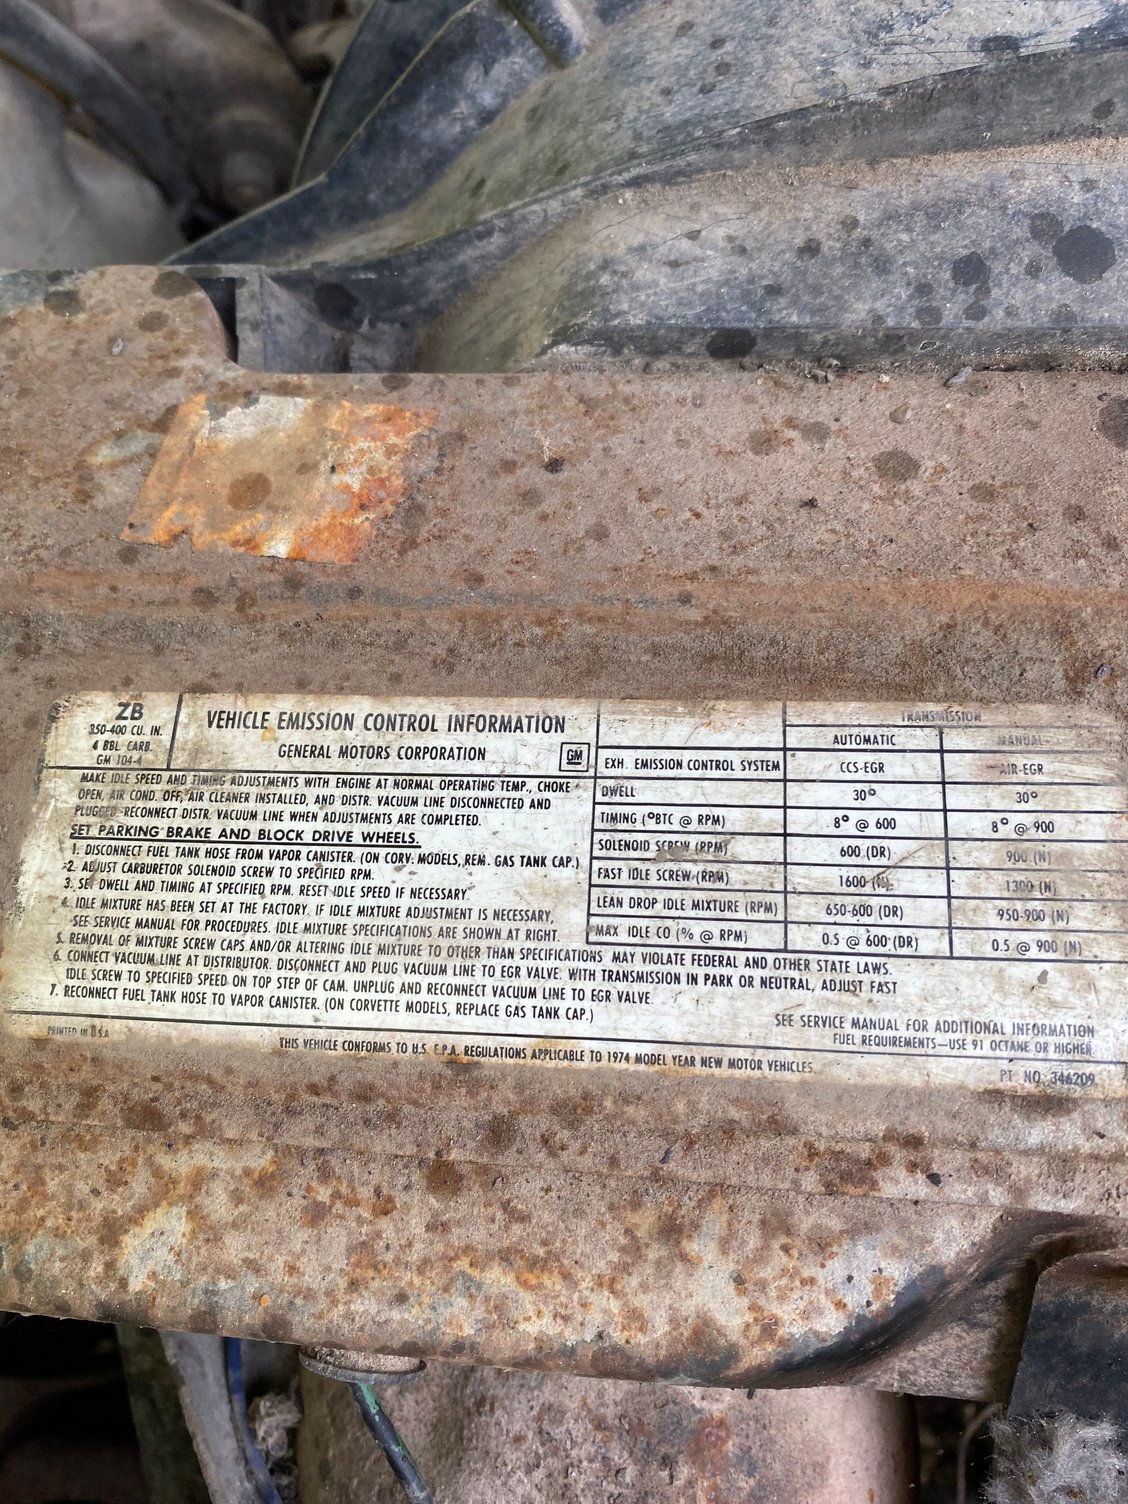 ZB
350-400 CU. IN.
4 BBL. CARB.
GM 104-4
VEHICLE EMISSION CONTROL INFORMATION
GENERAL MOTORS CORPORATION
GM
MAKE IDLE SPEED AND TIMING ADJUSTMENTS WITH ENGINE AT NORMAL OPERATING TEMP., CHOKE
OPEN, AIR COND. OFF, AIR CLEANER INSTALLED, AND DISTR. VACUUM LINE DISCONNECTED AND
PLUGGED. RECONNECT DISTR. VACUUM LINE WHEN ADJUSTMENTS ARE COMPLETED.
SET PARKING BRAKE AND BLOCK DRIVE WHEELS.
1. DISCONNECT FUEL TANK HOSE FROM VAPOR CANISTER. (ON CORV. MODELS, REM. GAS TANK CAP.)
2. ADJUST CARBURETOR SOLENOID SCREW TO SPECIFIED RPM.
3. SET DWELL AND TIMING AT SPECIFIED RPM. RESET IDLE SPEED IF NECESSARY.
4. IDLE MIXTURE HAS BEEN SET AT THE FACTORY. IF IDLE MIXTURE ADJUSTMENT IS NECESSARY,
SEE SERVICE MANUAL FOR PROCEDURES. IDLE MIXTURE SPECIFICATIONS ARE SHOWN AT RIGHT.
5. REMOVAL OF MIXTURE SCREW CAPS AND/OR ALTERING IDLE MIXTURE TO OTHER THAN SPECIFICATIONS MAY VIOLATE FEDERAL AND OTHER STATE LAWS.
6. CONNECT VACUUM LINE AT DISTRIBUTOR. DISCONNECT AND PLUG VACUUM LINE TO EGR VALVE. WITH TRANSMISSION IN PARK OR NEUTRAL, ADJUST FAST
IDLE SCREW TO SPECIFIED SPEED ON TOP STEP OF CAM. UNPLUG AND RECONNECT VACUUM LINE TO EGR VALVE.
7. RECONNECT FUEL TANK HOSE TO VAPOR CANISTER. (ON CORVETTE MODELS, REPLACE GAS TANK CAP.)
TRANSMISSION
AUTOMATIC MANUAL
EXH. EMISSION CONTROL SYSTEM CCS-EGR AIR-EGR
DWELL 30° 30°
TIMING (°BTC @ RPM) 8° @ 600 8° @ 900
SOLENOID SCREW (RPM) 600 (DR) 900 (N)
FAST IDLE SCREW (RPM) 1600 1300 (N)
LEAN DROP IDLE MIXTURE (RPM) 650-600 (DR) 950-900 (N)
MAX IDLE CO (% @ RPM) 0.5 @ 600 (DR) 0.5 @ 900 (N)
SEE SERVICE MANUAL FOR ADDITIONAL INFORMATION
FUEL REQUIREMENTS—USE 91 OCTANE OR HIGHER
PRINTED IN U.S.A
THIS VEHICLE CONFORMS TO U.S. E.P.A. REGULATIONS APPLICABLE TO 1974 MODEL YEAR NEW MOTOR VEHICLES.
PT. NO. 346209